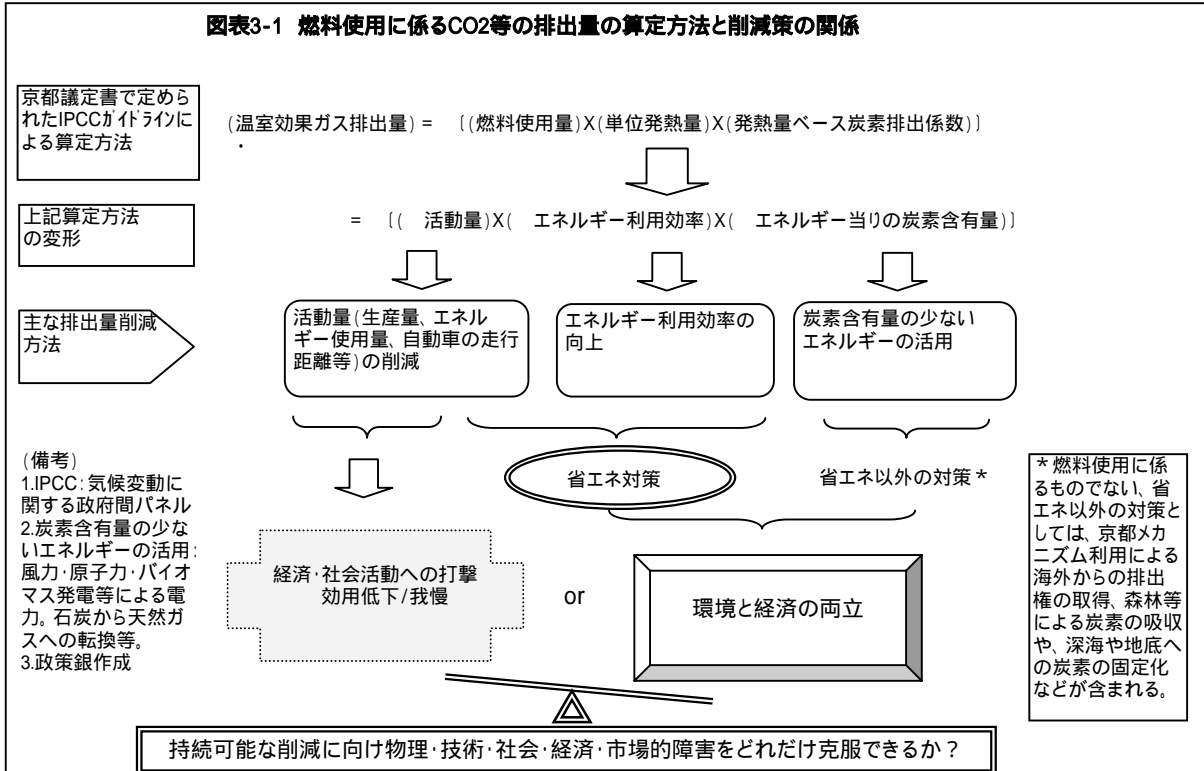 図表3-1 燃料使用に係るCO2等の排出量の算定方法と削減策の関係
京都議定書で定めら
れたIPCCガイドラインに
よる算定方法
(温室効果ガス排出量) = [(燃料使用量)X(単位発熱量)X(発熱量ベース炭素排出係数)]
・
上記算定方法
の変形
= [( 活動量)X( エネルギー利用効率)X( エネルギー当りの炭素含有量)]
主な排出量削減
方法
活動量(生産量、エネル
ギー使用量、自動車の走行
距離等)の削減
エネルギー利用効率の
向上
炭素含有量の少ない
エネルギーの活用
省エネ対策
省エネ以外の対策*
(備考)
1.IPCC:気候変動に
関する政府間パネル
2.炭素含有量の少な
いエネルギーの活用:
風力・原子力・バイオ
マス発電等による電
力。石炭から天然ガ
スへの転換等。
3.政策銀作成
経済・社会活動への打撃
効用低下/我慢
or
環境と経済の両立
*燃料使用に係
るものでない、省
エネ以外の対策と
しては、京都メカ
ニズム利用による
海外からの排出
権の取得、森林等
による炭素の吸収
や、深海や地底へ
の炭素の固定化
などが含まれる。
持続可能な削減に向け物理・技術・社会・経済・市場的障害をどれだけ克服できるか?